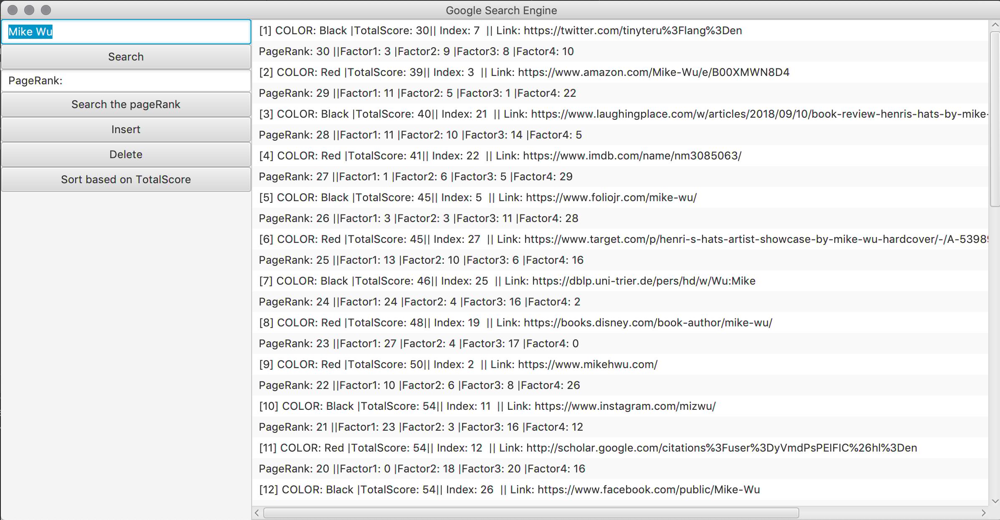 Google Search Engine
Mike Wu
Search
PageRank:
Search the pageRank
Insert
Delete
Sort based on TotalScore
[1] COLOR: Black |TotalScore: 30|| Index: 7 || Link: https://twitter.com/tinyteru%3Flang%3Den
PageRank: 30 ||Factor1: 3 |Factor2: 9 |Factor3: 8 |Factor4: 10
[2] COLOR: Red |TotalScore: 39|| Index: 3 || Link: https://www.amazon.com/Mike-Wu/e/B00XMWN8D4
PageRank: 29 ||Factor1: 11 |Factor2: 5 |Factor3: 1 |Factor4: 22
[3] COLOR: Black |TotalScore: 40|| Index: 21 || Link: https://www.laughingplace.com/w/articles/2018/09/10/book-review-henris-hats-by-mike-
PageRank: 28 ||Factor1: 11 |Factor2: 10 |Factor3: 14 |Factor4: 5
[4] COLOR: Red |TotalScore: 41|| Index: 22 || Link: https://www.imdb.com/name/nm3085063/
PageRank: 27 ||Factor1: 1 |Factor2: 6 |Factor3: 5 |Factor4: 29
[5] COLOR: Black |TotalScore: 45|| Index: 5 || Link: https://www.foliojr.com/mike-wu/
PageRank: 26 ||Factor1: 3 |Factor2: 3 |Factor3: 11 |Factor4: 28
[6] COLOR: Red |TotalScore: 45|| Index: 27 || Link: https://www.target.com/p/henri-s-hats-artist-showcase-by-mike-wu-hardcover/-/A-53989
PageRank: 25 ||Factor1: 13 |Factor2: 10 |Factor3: 6 |Factor4: 16
[7] COLOR: Black |TotalScore: 46|| Index: 25 || Link: https://dblp.uni-trier.de/pers/hd/w/Wu:Mike
PageRank: 24 ||Factor1: 24 |Factor2: 4 |Factor3: 16 |Factor4: 2
[8] COLOR: Red |TotalScore: 48|| Index: 19 || Link: https://books.disney.com/book-author/mike-wu/
PageRank: 23 ||Factor1: 27 |Factor2: 4 |Factor3: 17 |Factor4: 0
[9] COLOR: Red |TotalScore: 50|| Index: 2 || Link: https://www.mikehwu.com/
PageRank: 22 ||Factor1: 10 |Factor2: 6 |Factor3: 8 |Factor4: 26
[10] COLOR: Black |TotalScore: 54|| Index: 11 || Link: https://www.instagram.com/mizwu/
PageRank: 21 ||Factor1: 23 |Factor2: 3 |Factor3: 16 |Factor4: 12
[11] COLOR: Red |TotalScore: 54|| Index: 12 || Link: http://scholar.google.com/citations%3Fuser%3DyVmdPsPEIFIC%26hl%3Den
PageRank: 20 ||Factor1: 0 |Factor2: 18 |Factor3: 20 |Factor4: 16
[12] COLOR: Black |TotalScore: 54|| Index: 26 || Link: https://www.facebook.com/public/Mike-Wu